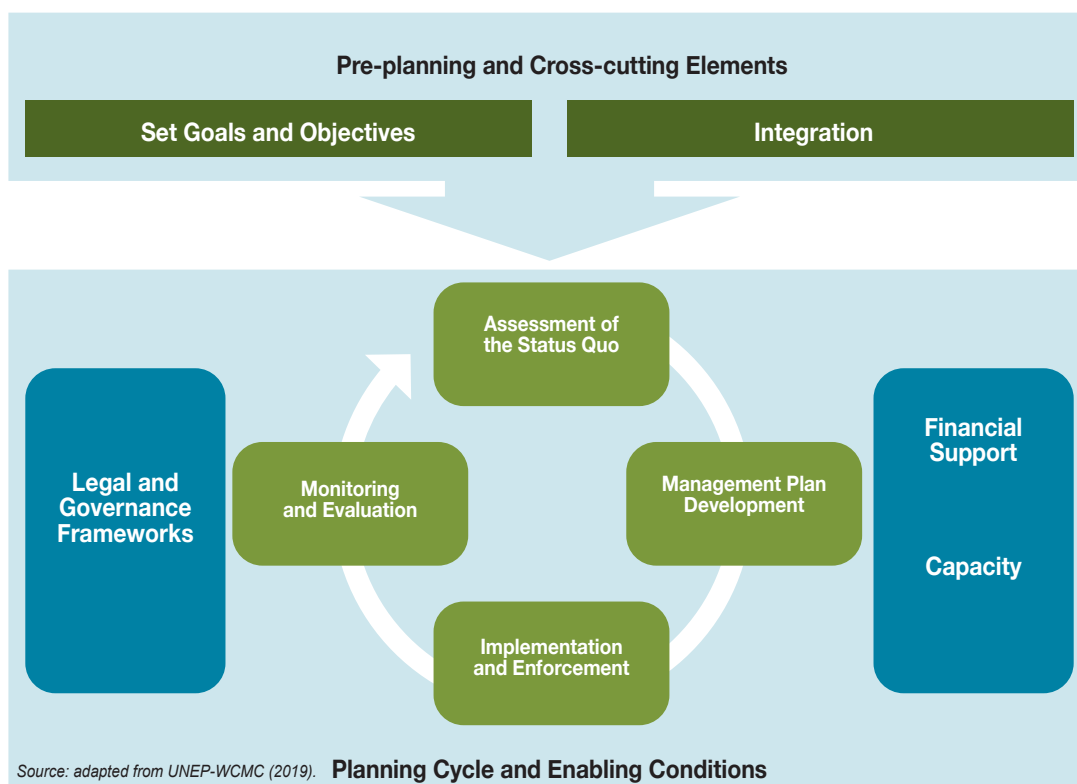 Pre-planning and Cross-cutting Elements
Set Goals and Objectives
Integration
Assessment of
the Status Quo
Legal and
Governance
Frameworks
Monitoring
and Evaluation
Management Plan
Development
Financial
Support
Capacity
Implementation
and Enforcement
Source: adapted from UNEP-WCMC (2019).
Planning Cycle and Enabling Conditions